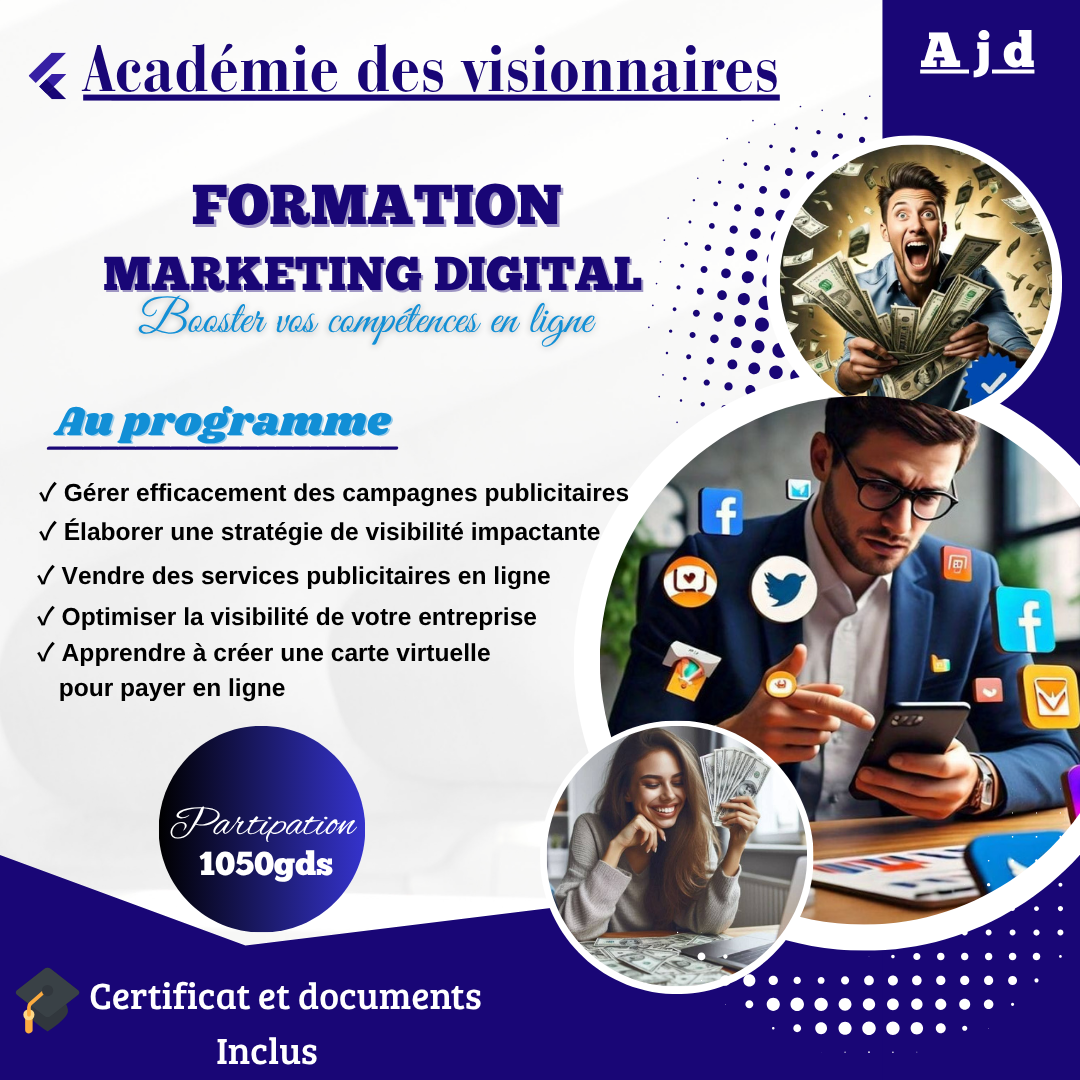 Académie des visionnaires
Ajd
FORMATION
MARKETING DIGITAL
Booster vos compétences en ligne
Au programme
✓ Gérer efficacement des campagnes publicitaires
✓ Élaborer une stratégie de visibilité impactante
✓ Vendre des services publicitaires en ligne
✓ Optimiser la visibilité de votre entreprise
✓ Apprendre à créer une carte virtuelle
pour payer en ligne
Partipation
1050gds
Certificat et documents
Inclus